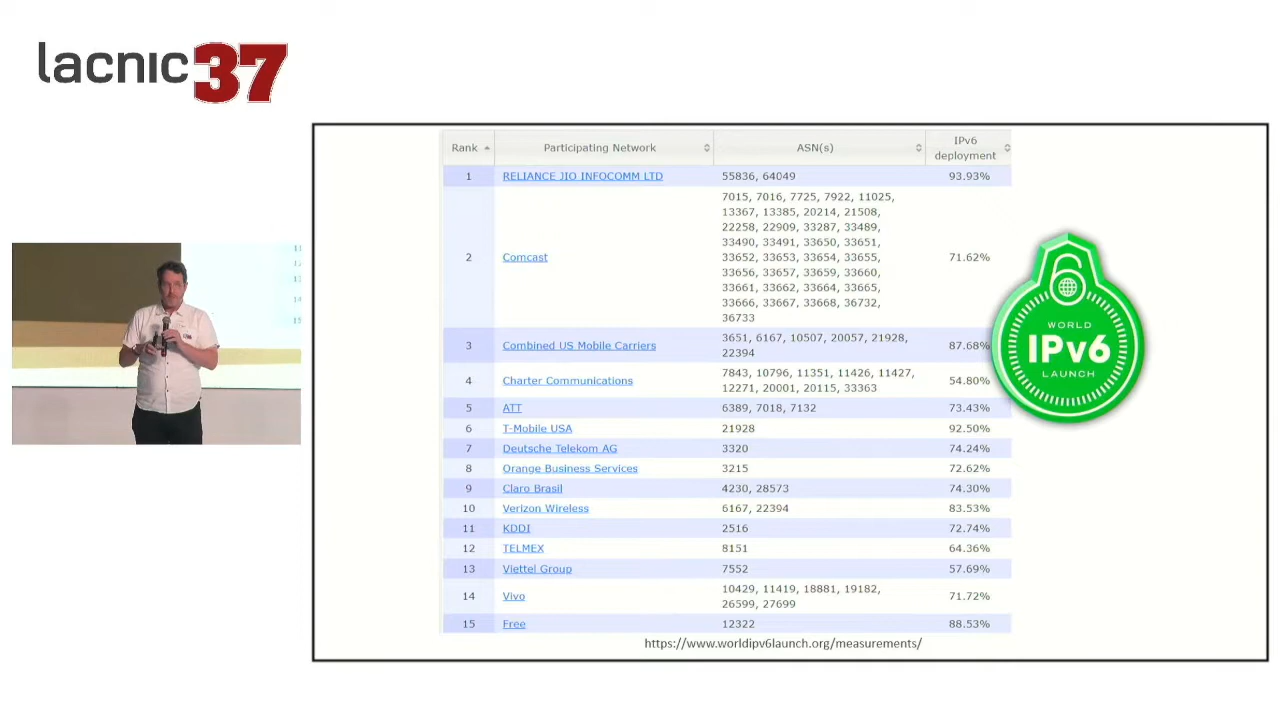 lacnic37
Rank Participating Network ASN(s) IPv6 deployment
1 RELIANCE JIO INFOCOMM LTD 55836, 64049 93.93%
7015, 7016, 7725, 7922, 11025,
13367, 13385, 20214, 21508,
22258, 22909, 33287, 33489,
33490, 33491, 33650, 33651,
33652, 33653, 33654, 33655,
2 Comcast 71.62%
33656, 33657, 33659, 33660,
33661, 33662, 33664, 33665,
33666, 33667, 33668, 36732,
36733
3 Combined US Mobile Carriers 3651, 6167, 10507, 20057, 21928, 87.68%
22394
4 Charter Communications 7843, 10796, 11351, 11426, 11427, 54.80%
12271, 20001, 20115, 33363
5 ATT 6389, 7018, 7132 73.43%
6 T-Mobile USA 21928 92.50%
7 Deutsche Telekom AG 3320 74.24%
8 Orange Business Services 3215 72.62%
9 Claro Brasil 4230, 28573 74.30%
10 Verizon Wireless 6167, 22394 83.53%
11 KDDI 2516 72.74%
12 TELMEX 8151 64.36%
13 Viettel Group 7552 57.69%
14 Vivo 10429, 11419, 18881, 19182, 71.72%
26599, 27699
15 Free 12322 88.53%
https://www.worldipv6launch.org/measurements/
6
WORLD
IPv6
LAUNCH
11
12
13
14
15